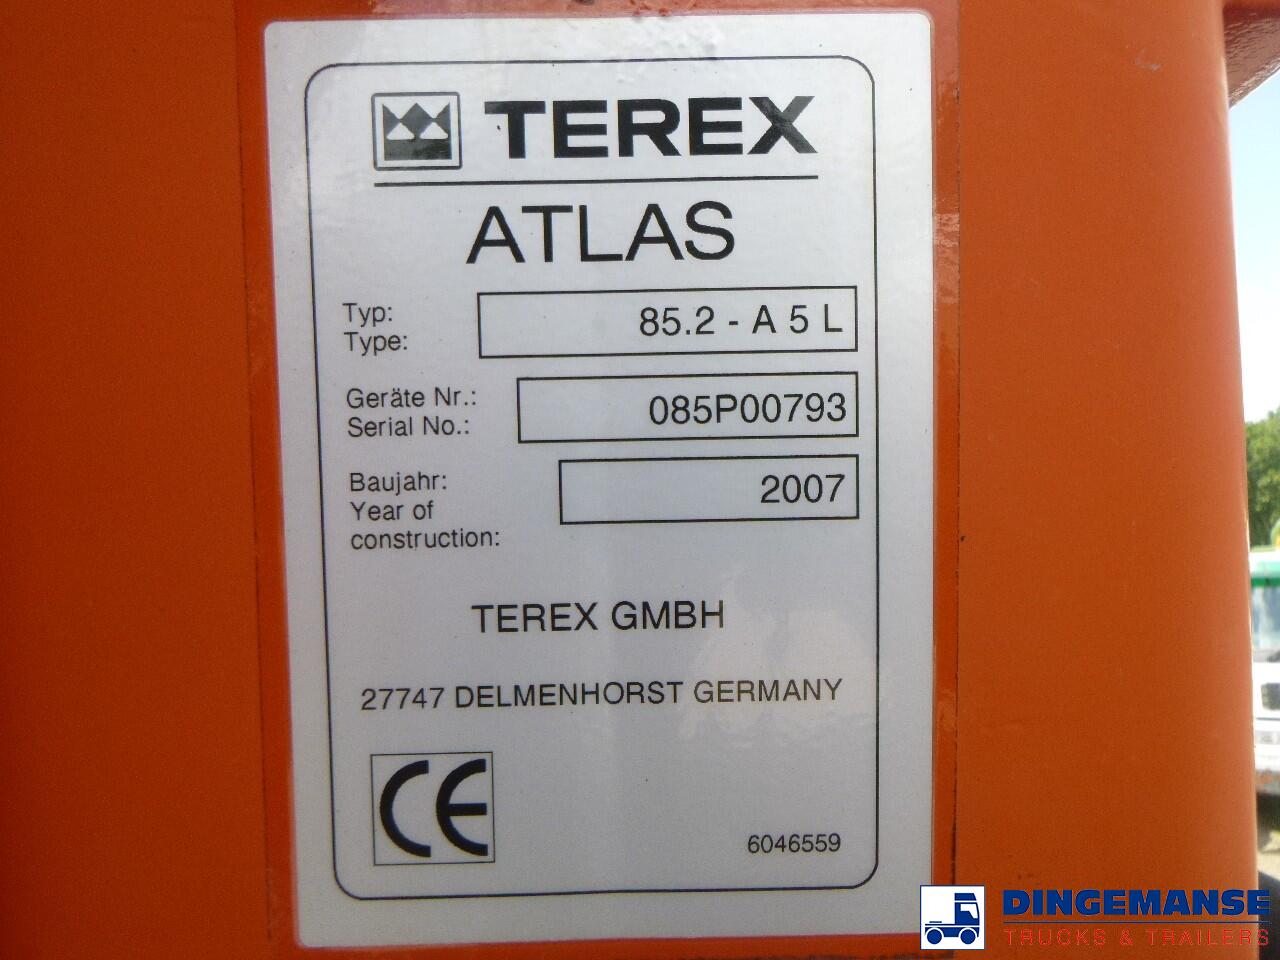 TEREX
ATLAS
Typ:
Type:
85.2 - A 5 L
Geräte Nr.:
Serial No.:
085P00793
Baujahr:
Year of
construction:
2007
TEREX GMBH
27747 DELMENHORST GERMANY
CE
6046559
DINGEMANSE
TRUCKS & TRAILERS